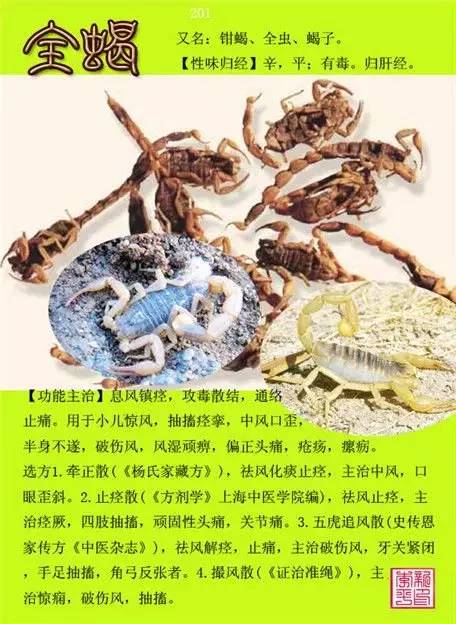 201
全蝎
又名：钳蝎、全虫、蝎子。
【性味归经】辛，平；有毒。归肝经。
【功能主治】息风镇痉，攻毒散结，通络
止痛。用于小儿惊风，抽搐痉挛，中风口歪，
半身不遂，破伤风，风湿顽痹，偏正头痛，疮疡，瘰疬。
选方1.牵正散(《杨氏家藏方》)，祛风化痰止痉，主治中风，口
眼歪斜。2.止痉散(《方剂学》上海中医学院编)，祛风止痉，主
治痉厥，四肢抽搐，顽固性头痛，关节痛。3.五虎追风散(史传恩
家传方《中医杂志》)，祛风解痉，止痛，主治破伤风，牙关紧闭
，手足抽搐，角弓反张者。4.撮风散(《证治准绳》)，主
治惊痫，破伤风，抽搐。